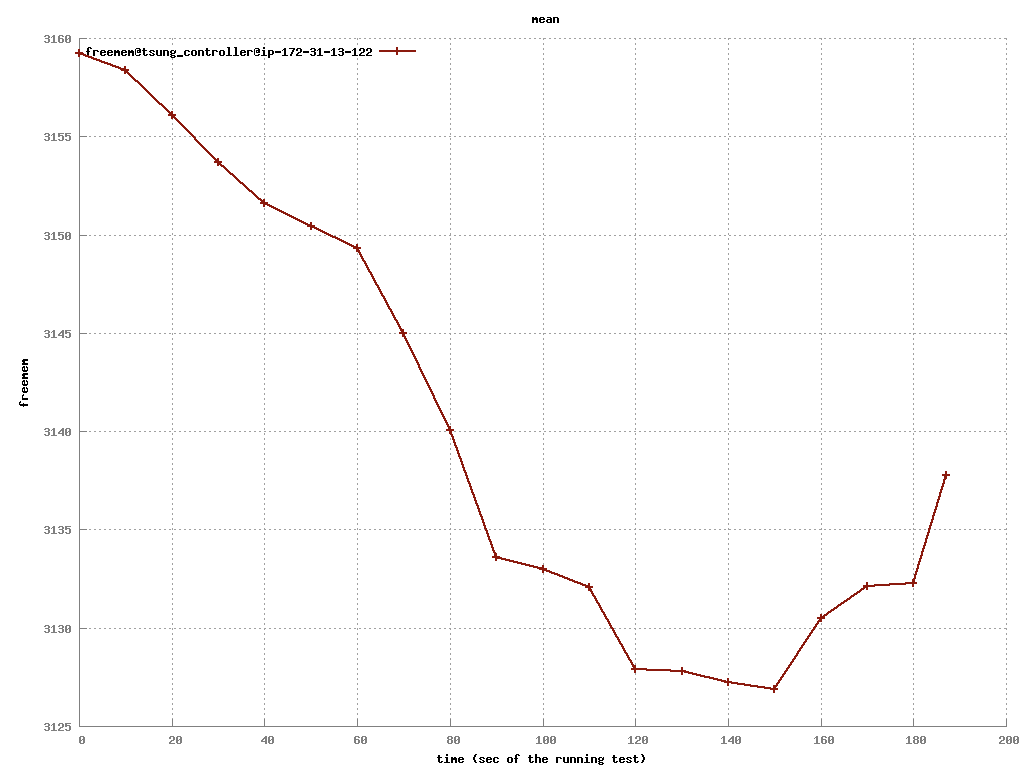 mean
3160
freemem@tsung_controller@ip-172-31-13-122
3155
3150
3145
freemem
3140
3135
3130
3125
0 20 40 60 80 100 120 140 160 180 200
time (sec of the running test)